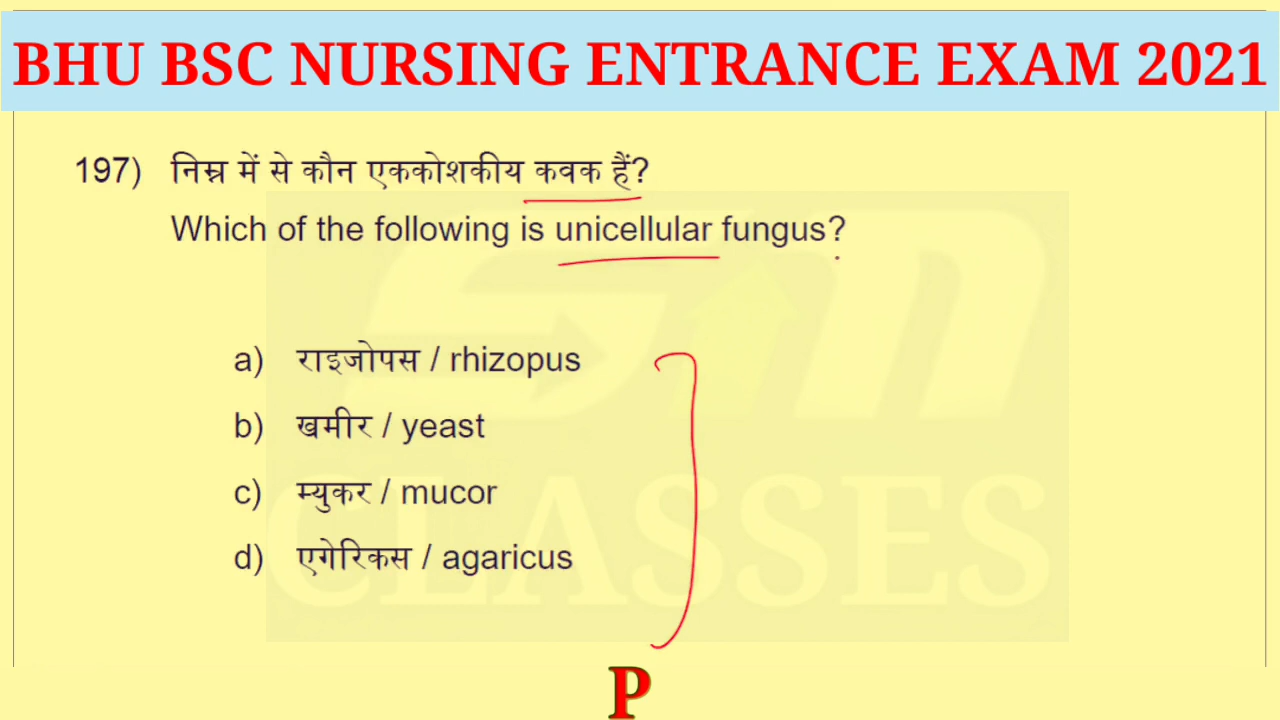 BHU BSC NURSING ENTRANCE EXAM 2021
197) निम्न में से कौन एककोशकीय कवक हैं?
Which of the following is unicellular fungus?
a) राइजोपस / rhizopus
b) खमीर / yeast
c) म्युकर / mucor
d) एगेरिकस / agaricus
CLASSES
P